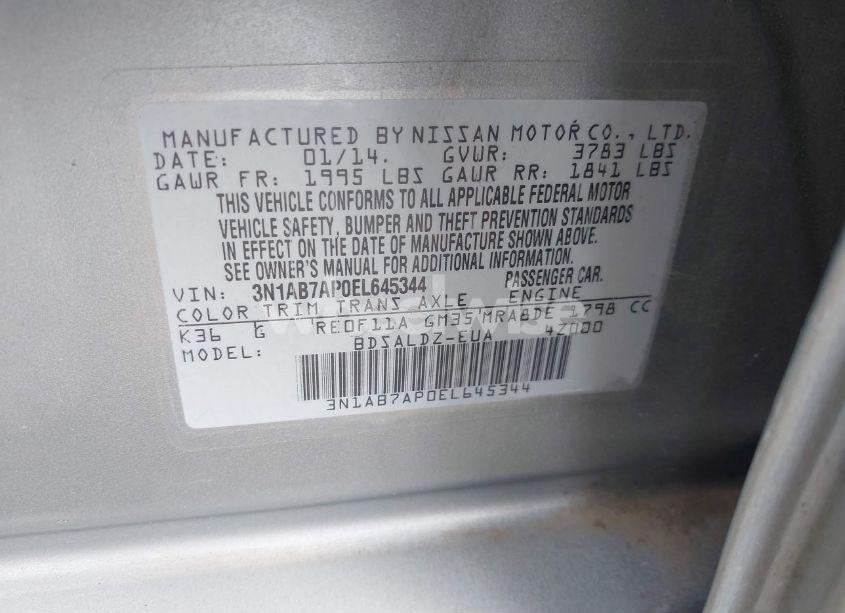 MANUFACTURED BY NISSAN MOTOR CO., LTD.
DATE: 01/14. GVWR: 3783 LBS
GAWR FR: 1995 LBS GAWR RR: 1841 LBS
THIS VEHICLE CONFORMS TO ALL APPLICABLE FEDERAL MOTOR
VEHICLE SAFETY, BUMPER AND THEFT PREVENTION STANDARDS
IN EFFECT ON THE DATE OF MANUFACTURE SHOWN ABOVE.
SEE OWNER'S MANUAL FOR ADDITIONAL INFORMATION.
VIN: 3N1AB7AP0EL645344 PASSENGER CAR.
COLOR TRIM TRANS AXLE ENGINE
K36 G RE0F11A GM35 MRA8DE 1798 CC
MODEL: BDSALDZ-EUA 47000
3N1AB7AP0EL645344